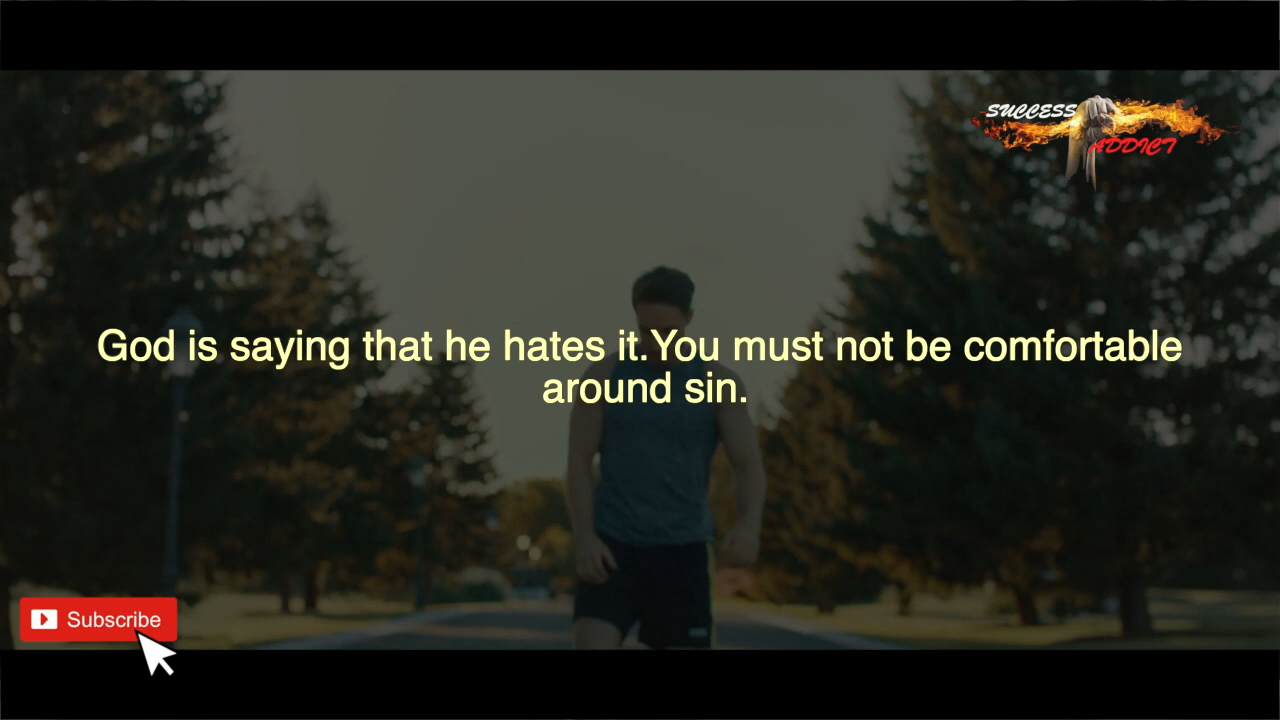 SUCCESS
ADDICT
God is saying that he hates it.You must not be comfortable
around sin.
Subscribe